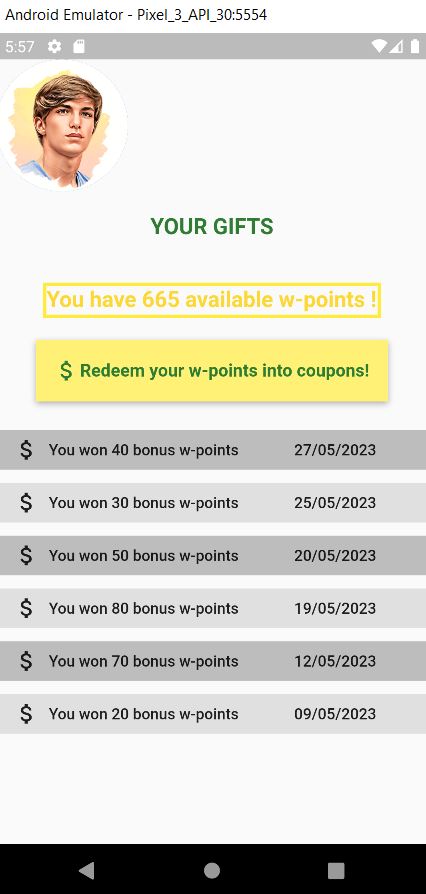 Android Emulator - Pixel_3_API_30:5554
5:57
YOUR GIFTS
You have 665 available w-points !
$ Redeem your w-points into coupons!
$ You won 40 bonus w-points 27/05/2023
$ You won 30 bonus w-points 25/05/2023
$ You won 50 bonus w-points 20/05/2023
$ You won 80 bonus w-points 19/05/2023
$ You won 70 bonus w-points 12/05/2023
$ You won 20 bonus w-points 09/05/2023